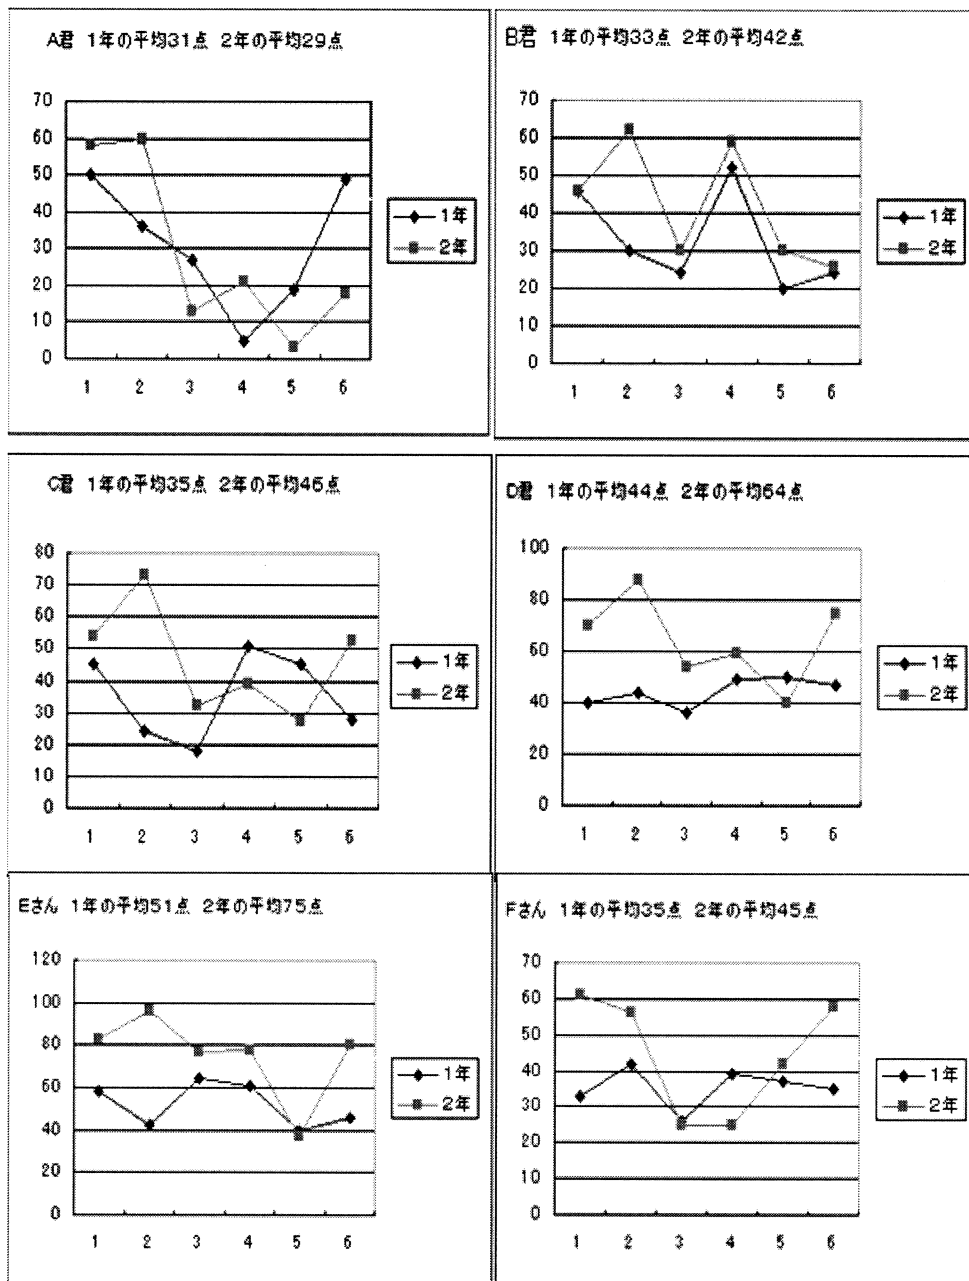 A君 1年の平均31点 2年の平均29点
70
60
50
40
30
20
10
0
1 2 3 4 5 6
1年
2年
B君 1年の平均33点 2年の平均42点
70
60
50
40
30
20
10
0
1 2 3 4 5 6
1年
2年
C君 1年の平均35点 2年の平均46点
80
70
60
50
40
30
20
10
0
1 2 3 4 5 6
1年
2年
D君 1年の平均44点 2年の平均64点
100
80
60
40
20
0
1 2 3 4 5 6
1年
2年
Eさん 1年の平均51点 2年の平均75点
120
100
80
60
40
20
0
1 2 3 4 5 6
1年
2年
Fさん 1年の平均35点 2年の平均45点
70
60
50
40
30
20
10
0
1 2 3 4 5 6
1年
2年